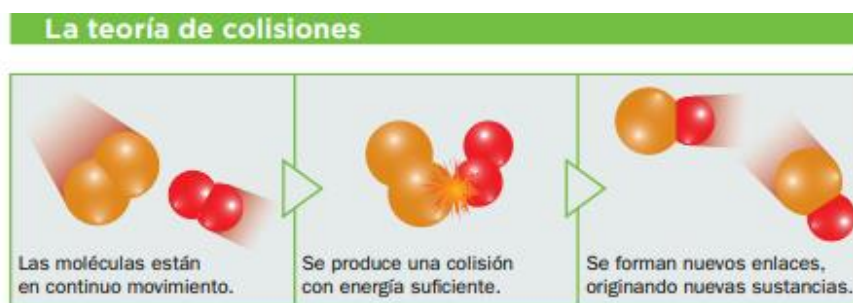 La teoría de colisiones
Las moléculas están
en continuo movimiento.
Se produce una colisión
con energía suficiente.
Se forman nuevos enlaces,
originando nuevas sustancias.